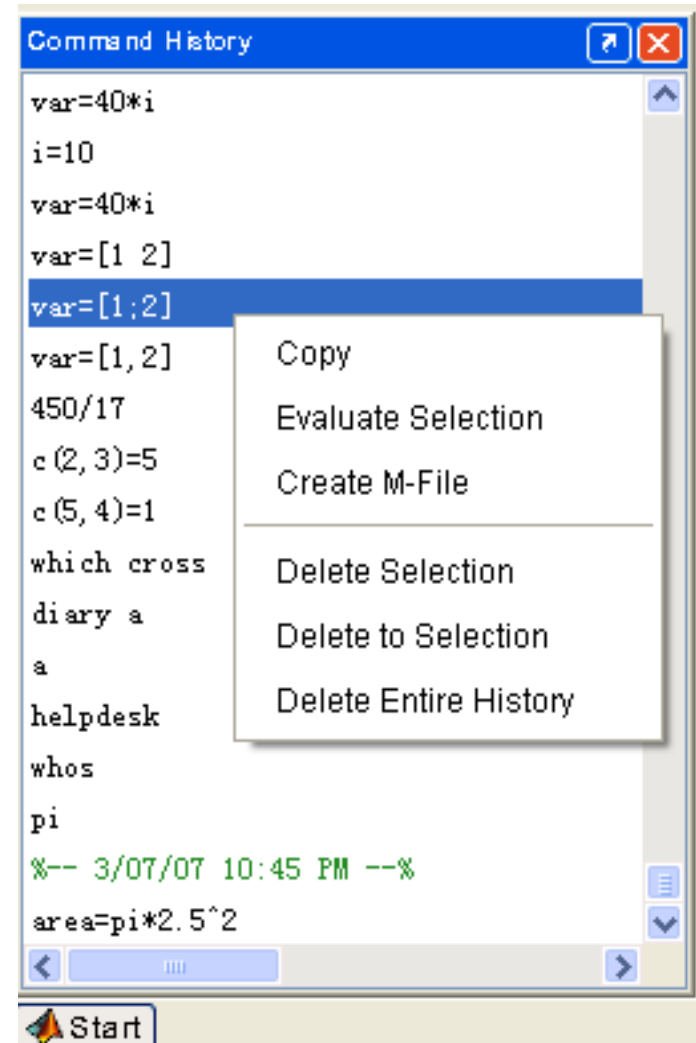 Command History
var=40*i
i=10
var=40*i
var=[1 2]
var=[1;2]
var=[1,2]
450/17
c(2,3)=5
c(5,4)=1
which cross
diary a
a
helpdesk
whos
pi
%-- 3/07/07 10:45 PM --%
area=pi*2.5^2
Copy
Evaluate Selection
Create M-File
Delete Selection
Delete to Selection
Delete Entire History
Start